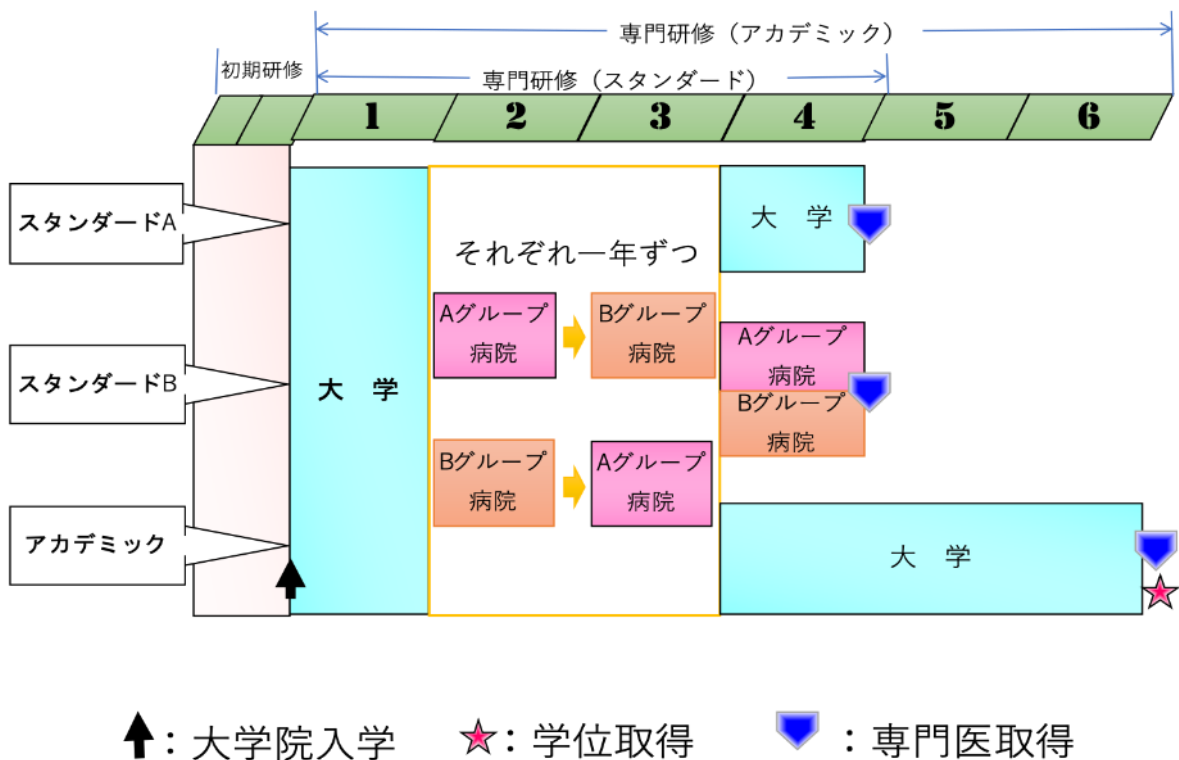 専門研修（アカデミック）
初期研修
専門研修（スタンダード）
1 2 3 4 5 6
スタンダードA
大　学
それぞれ一年ずつ
Aグループ
病院
Bグループ
病院
スタンダードB
大　学
Aグループ
病院
Bグループ
病院
Bグループ
病院
Aグループ
病院
アカデミック
大　学
：大学院入学
：学位取得
：専門医取得